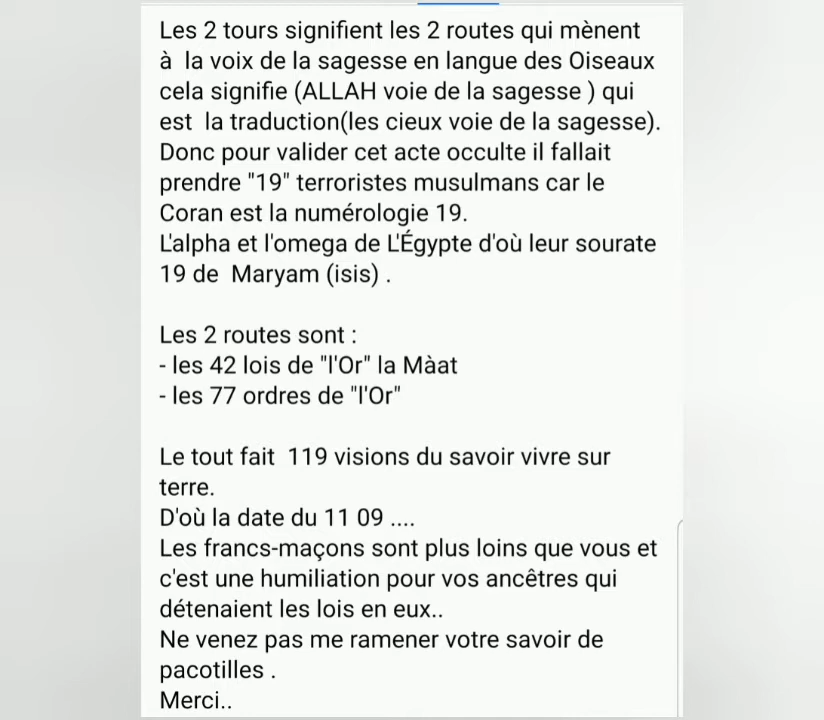 Les 2 tours signifient les 2 routes qui mènent
à la voix de la sagesse en langue des Oiseaux
cela signifie (ALLAH voie de la sagesse ) qui
est la traduction(les cieux voie de la sagesse).
Donc pour valider cet acte occulte il fallait
prendre "19" terroristes musulmans car le
Coran est la numérologie 19.
L'alpha et l'omega de L'Égypte d'où leur sourate
19 de Maryam (isis) .
Les 2 routes sont :
- les 42 lois de "l'Or" la Màat
- les 77 ordres de "l'Or"
Le tout fait 119 visions du savoir vivre sur
terre.
D'où la date du 11 09 ....
Les francs-maçons sont plus loins que vous et
c'est une humiliation pour vos ancêtres qui
détenaient les lois en eux..
Ne venez pas me ramener votre savoir de
pacotilles .
Merci..